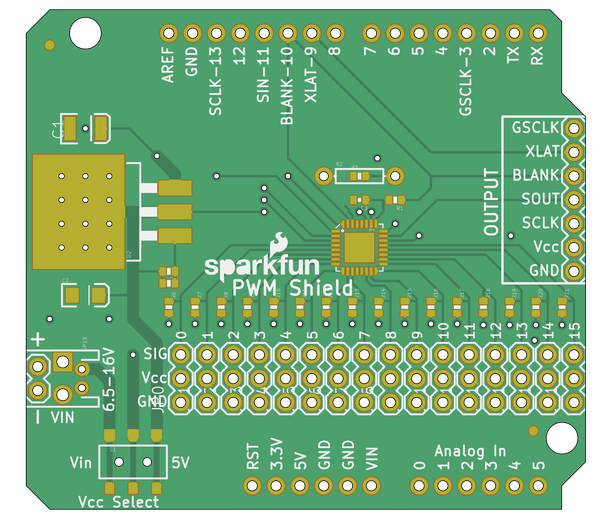 AREF GND SCLK-13 12 SIN-11 BLANK-10 XLAT-9 8 7 6 5 4 GSCLK-3 2 TX RX
C1
GSCLK
XLAT
BLANK
SOUT
SCLK
Vcc
GND
OUTPUT
sparkfun
PWM Shield
0 1 2 3 4 5 6 7 8 9 10 11 12 13 14 15
SIG
Vcc
GND
+
-
VIN
6.5-16V
Vin
5V
Vcc Select
RST 3.3V 5V GND GND VIN
Analog In
0 1 2 3 4 5